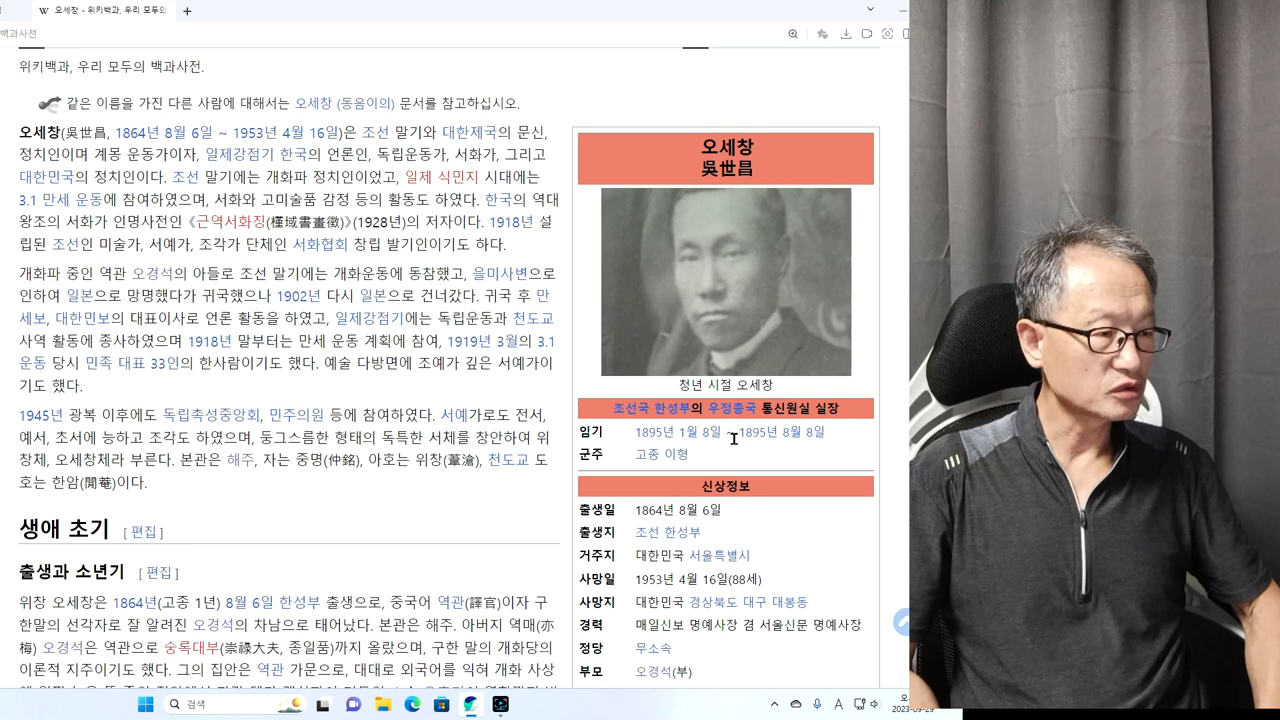 오세창 - 위키백과, 우리 모두의
백과사전
위키백과, 우리 모두의 백과사전.
같은 이름을 가진 다른 사람에 대해서는 오세창 (동음이의) 문서를 참고하십시오.
오세창(吳世昌, 1864년 8월 6일 ~ 1953년 4월 16일)은 조선 말기와 대한제국의 문신,
정치인이며 계몽 운동가이자, 일제강점기 한국의 언론인, 독립운동가, 서화가, 그리고
대한민국의 정치인이다. 조선 말기에는 개화파 정치인이었고, 일제 식민지 시대에는
3.1 만세 운동에 참여하였으며, 서화와 고미술품 감정 등의 활동도 하였다. 한국의 역대
왕조의 서화가 인명사전인 《근역서화징(槿域書畫徵)》(1928년)의 저자이다. 1918년 설
립된 조선인 미술가, 서예가, 조각가 단체인 서화협회 창립 발기인이기도 하다.
개화파 중인 역관 오경석의 아들로 조선 말기에는 개화운동에 동참했고, 을미사변으로
인하여 일본으로 망명했다가 귀국했으나 1902년 다시 일본으로 건너갔다. 귀국 후 만
세보, 대한민보의 대표이사로 언론 활동을 하였고, 일제강점기에는 독립운동과 천도교
사역 활동에 종사하였으며 1918년 말부터는 만세 운동 계획에 참여, 1919년 3월의 3.1
운동 당시 민족 대표 33인의 한사람이기도 했다. 예술 다방면에 조예가 깊은 서예가이
기도 했다.
1945년 광복 이후에도 독립촉성중앙회, 민주의원 등에 참여하였다. 서예가로도 전서,
예서, 초서에 능하고 조각도 하였으며, 둥그스름한 형태의 독특한 서체를 창안하여 위
창체, 오세창체라 부른다. 본관은 해주, 자는 중명(仲銘), 아호는 위창(葦滄), 천도교 도
호는 한암(閒菴)이다.
생애 초기 [ 편집 ]
출생과 소년기 [ 편집 ]
위창 오세창은 1864년(고종 1년) 8월 6일 한성부 출생으로, 중국어 역관(譯官)이자 구
한말의 선각자로 잘 알려진 오경석의 차남으로 태어났다. 본관은 해주. 아버지 역매(亦
梅) 오경석은 역관으로 숭록대부(崇祿大夫, 종일품)까지 올랐으며, 구한 말의 개화당의
이론적 지주이기도 했다. 그의 집안은 역관 가문으로, 대대로 외국어를 익혀 개화 사상
오세창
吳世昌
청년 시절 오세창
조선국 한성부의 우정총국 통신원실 실장
임기 1895년 1월 8일 ~ 1895년 8월 8일
군주 고종 이형
신상정보
출생일 1864년 8월 6일
출생지 조선 한성부
거주지 대한민국 서울특별시
사망일 1953년 4월 16일(88세)
사망지 대한민국 경상북도 대구 대봉동
경력 매일신보 명예사장 겸 서울신문 명예사장
정당 무소속
부모 오경석(부)
검색
A
오
2023-09-29